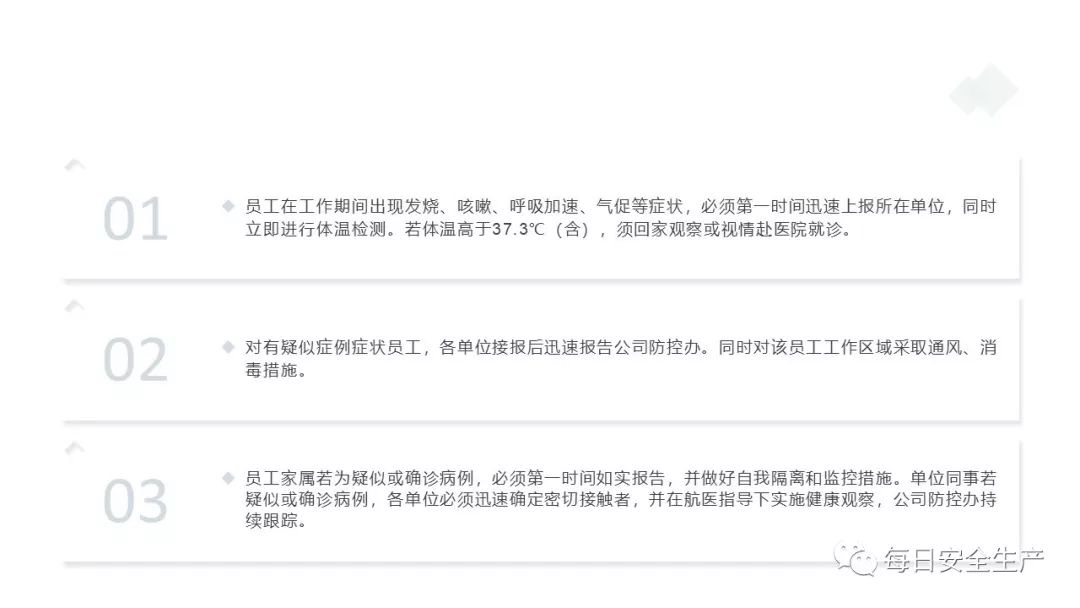 01
员工在工作期间出现发烧、咳嗽、呼吸加速、气促等症状，必须第一时间迅速上报所在单位，同时
立即进行体温检测。若体温高于37.3℃（含），须回家观察或视情赴医院就诊。
02
对有疑似症例症状员工，各单位接报后迅速报告公司防控办。同时对该员工工作区域采取通风、消
毒措施。
03
员工家属若为疑似或确诊病例，必须第一时间如实报告，并做好自我隔离和监控措施。单位同事若
疑似或确诊病例，各单位必须迅速确定密切接触者，并在航医指导下实施健康观察，公司防控办持
续跟踪。
每日安全生产